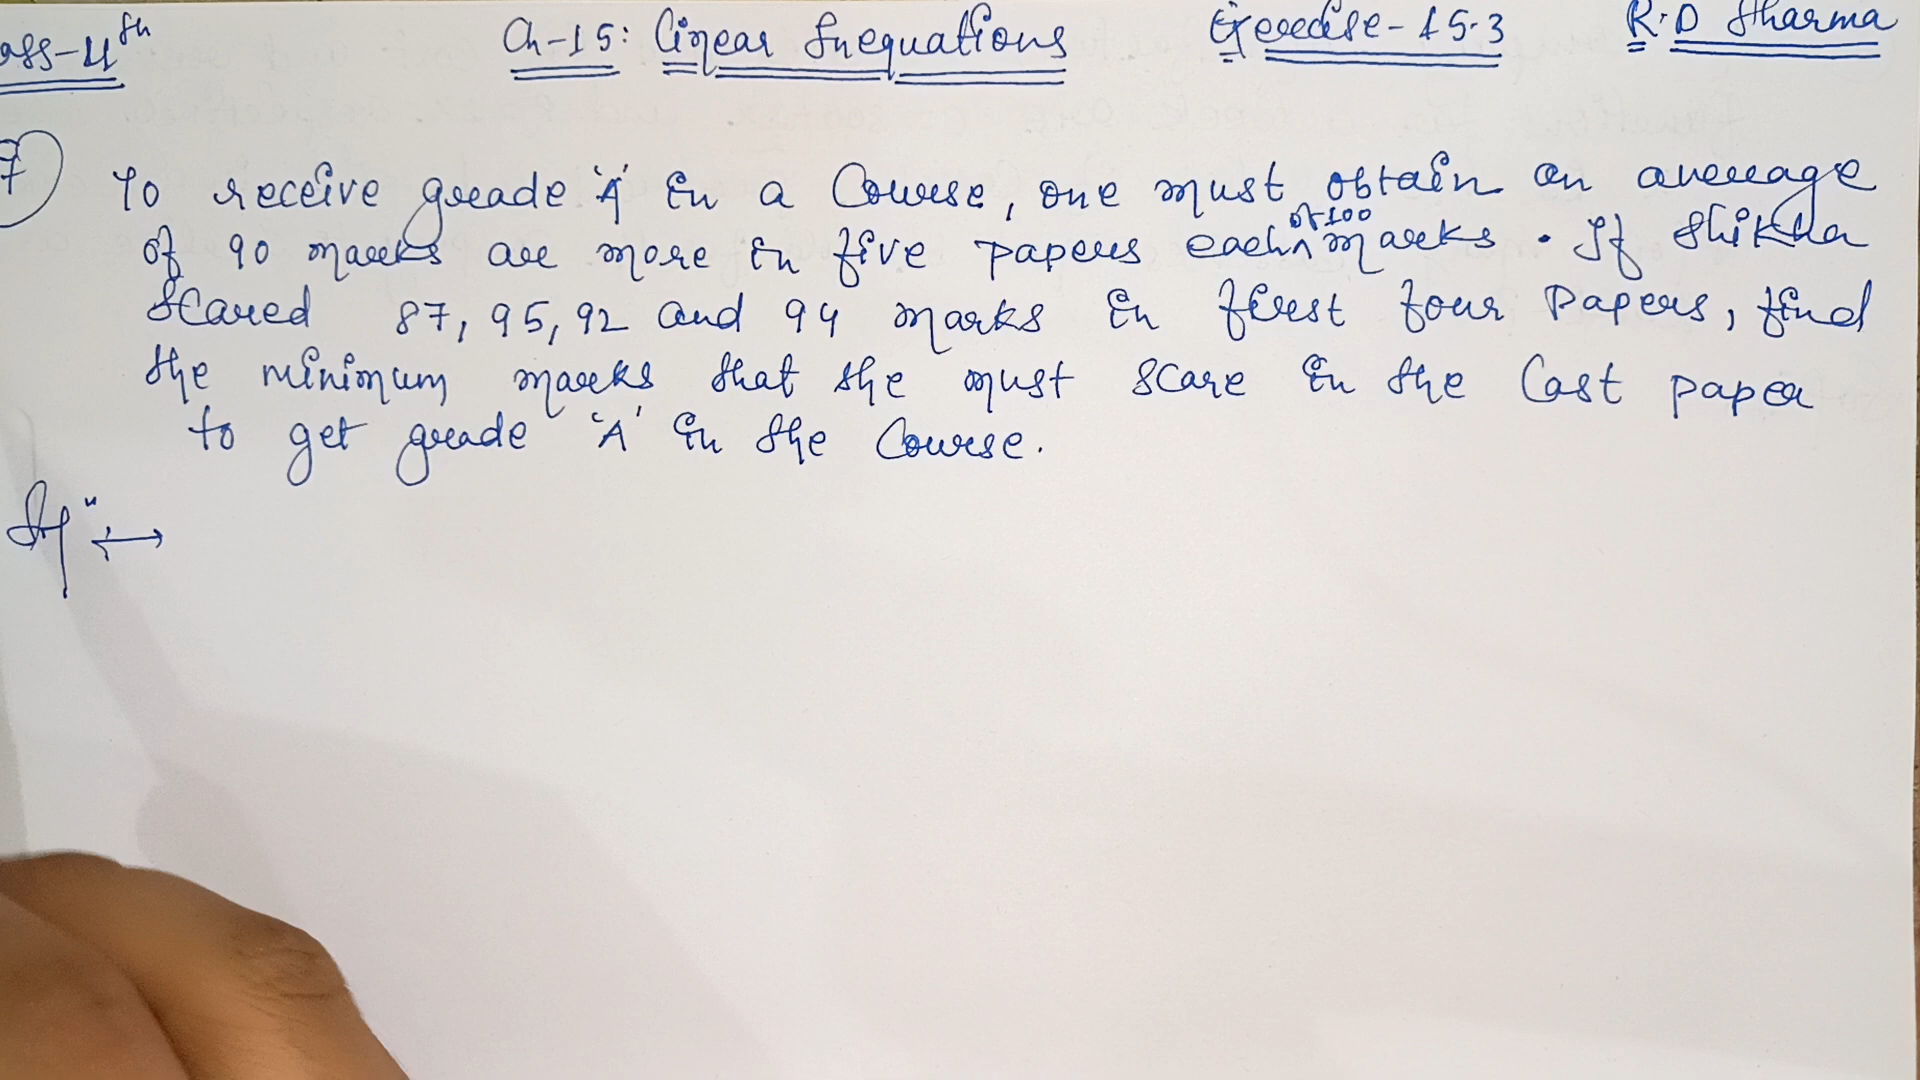 ass-11th Ch-15: Linear Inequations Exercise-15.3 R.D Sharma
7 To receive grade 'A' in a Course, one must obtain an average
of 90 marks are more in five papers each of 100 marks. If Shikha
Scared 87, 95, 92 and 94 marks in first four Papers, find
the minimum marks that she must scare in the last paper
to get grade 'A' in the Course.